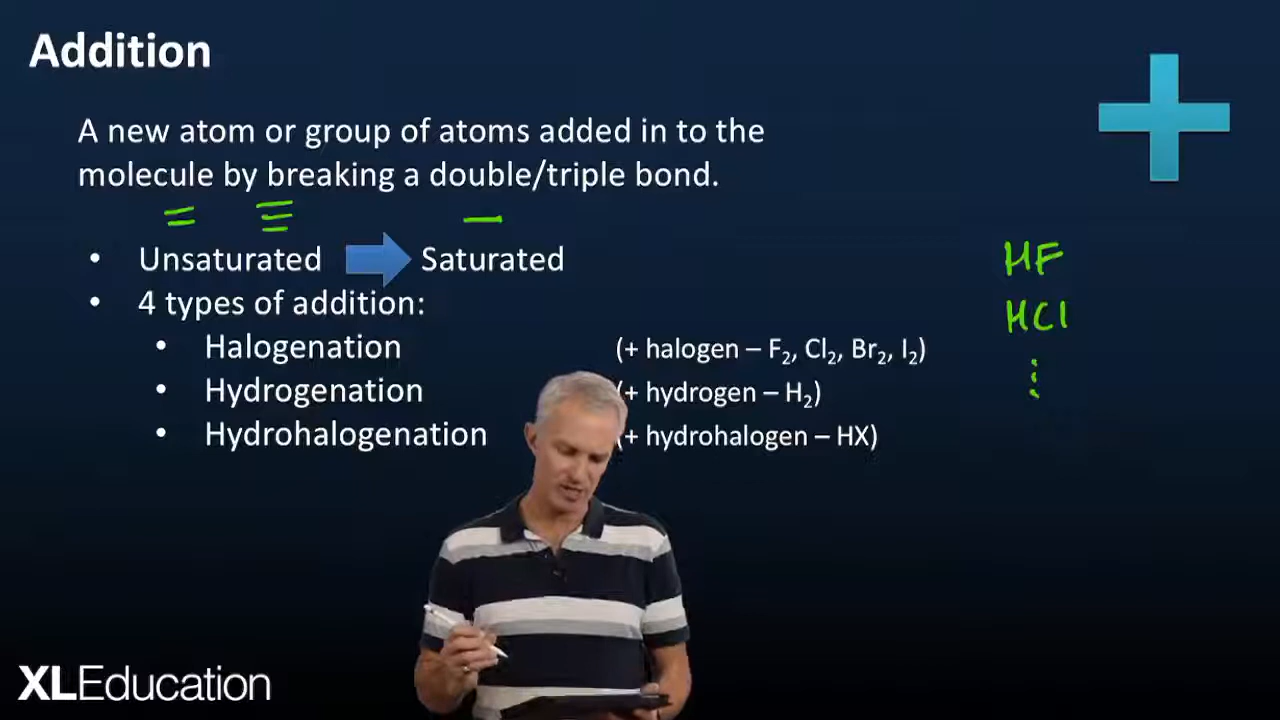 Addition
A new atom or group of atoms added in to the
molecule by breaking a double/triple bond.
• Unsaturated Saturated
HF
• 4 types of addition:
HCl
• Halogenation (+ halogen – F₂, Cl₂, Br₂, I₂)
• Hydrogenation (+ hydrogen – H₂)
• Hydrohalogenation (+ hydrohalogen – HX)
XLEducation